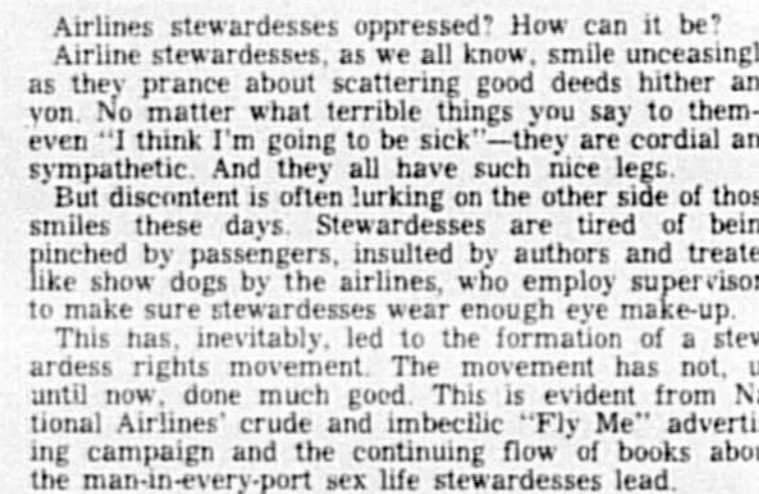 Airlines stewardesses oppressed? How can it be?
Airline stewardesses, as we all know, smile unceasingl
as they prance about scattering good deeds hither an
yon. No matter what terrible things you say to them-
even "I think I'm going to be sick"—they are cordial an
sympathetic. And they all have such nice legs.
But discontent is often lurking on the other side of thos
smiles these days. Stewardesses are tired of bein
pinched by passengers, insulted by authors and treate
like show dogs by the airlines, who employ supervisor
to make sure stewardesses wear enough eye make-up.
This has, inevitably, led to the formation of a stew
ardess rights movement. The movement has not, u
until now, done much good. This is evident from Na
tional Airlines' crude and imbecilic "Fly Me" adverti
ing campaign and the continuing flow of books abou
the man-in-every-port sex life stewardesses lead.